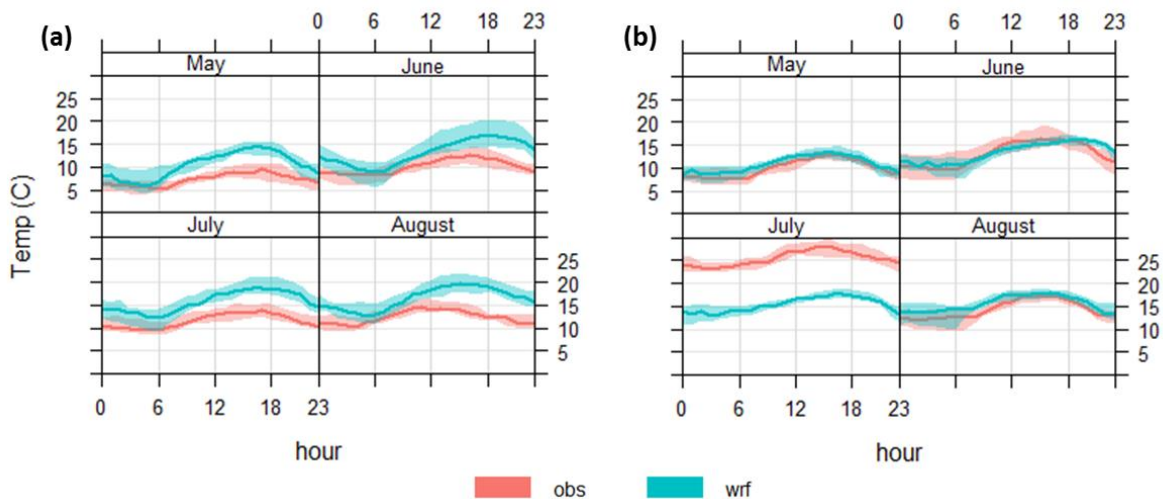 0 6 12 18 23 0 6 12 18 23
(a) (b)
May June May June
25 25
20 20
15 15
10 10
5 5
Temp (C)
July August July August
25 25
20 20
15 15
10 10
5 5
0 6 12 18 23 0 6 12 18 23
hour hour
obs wrf